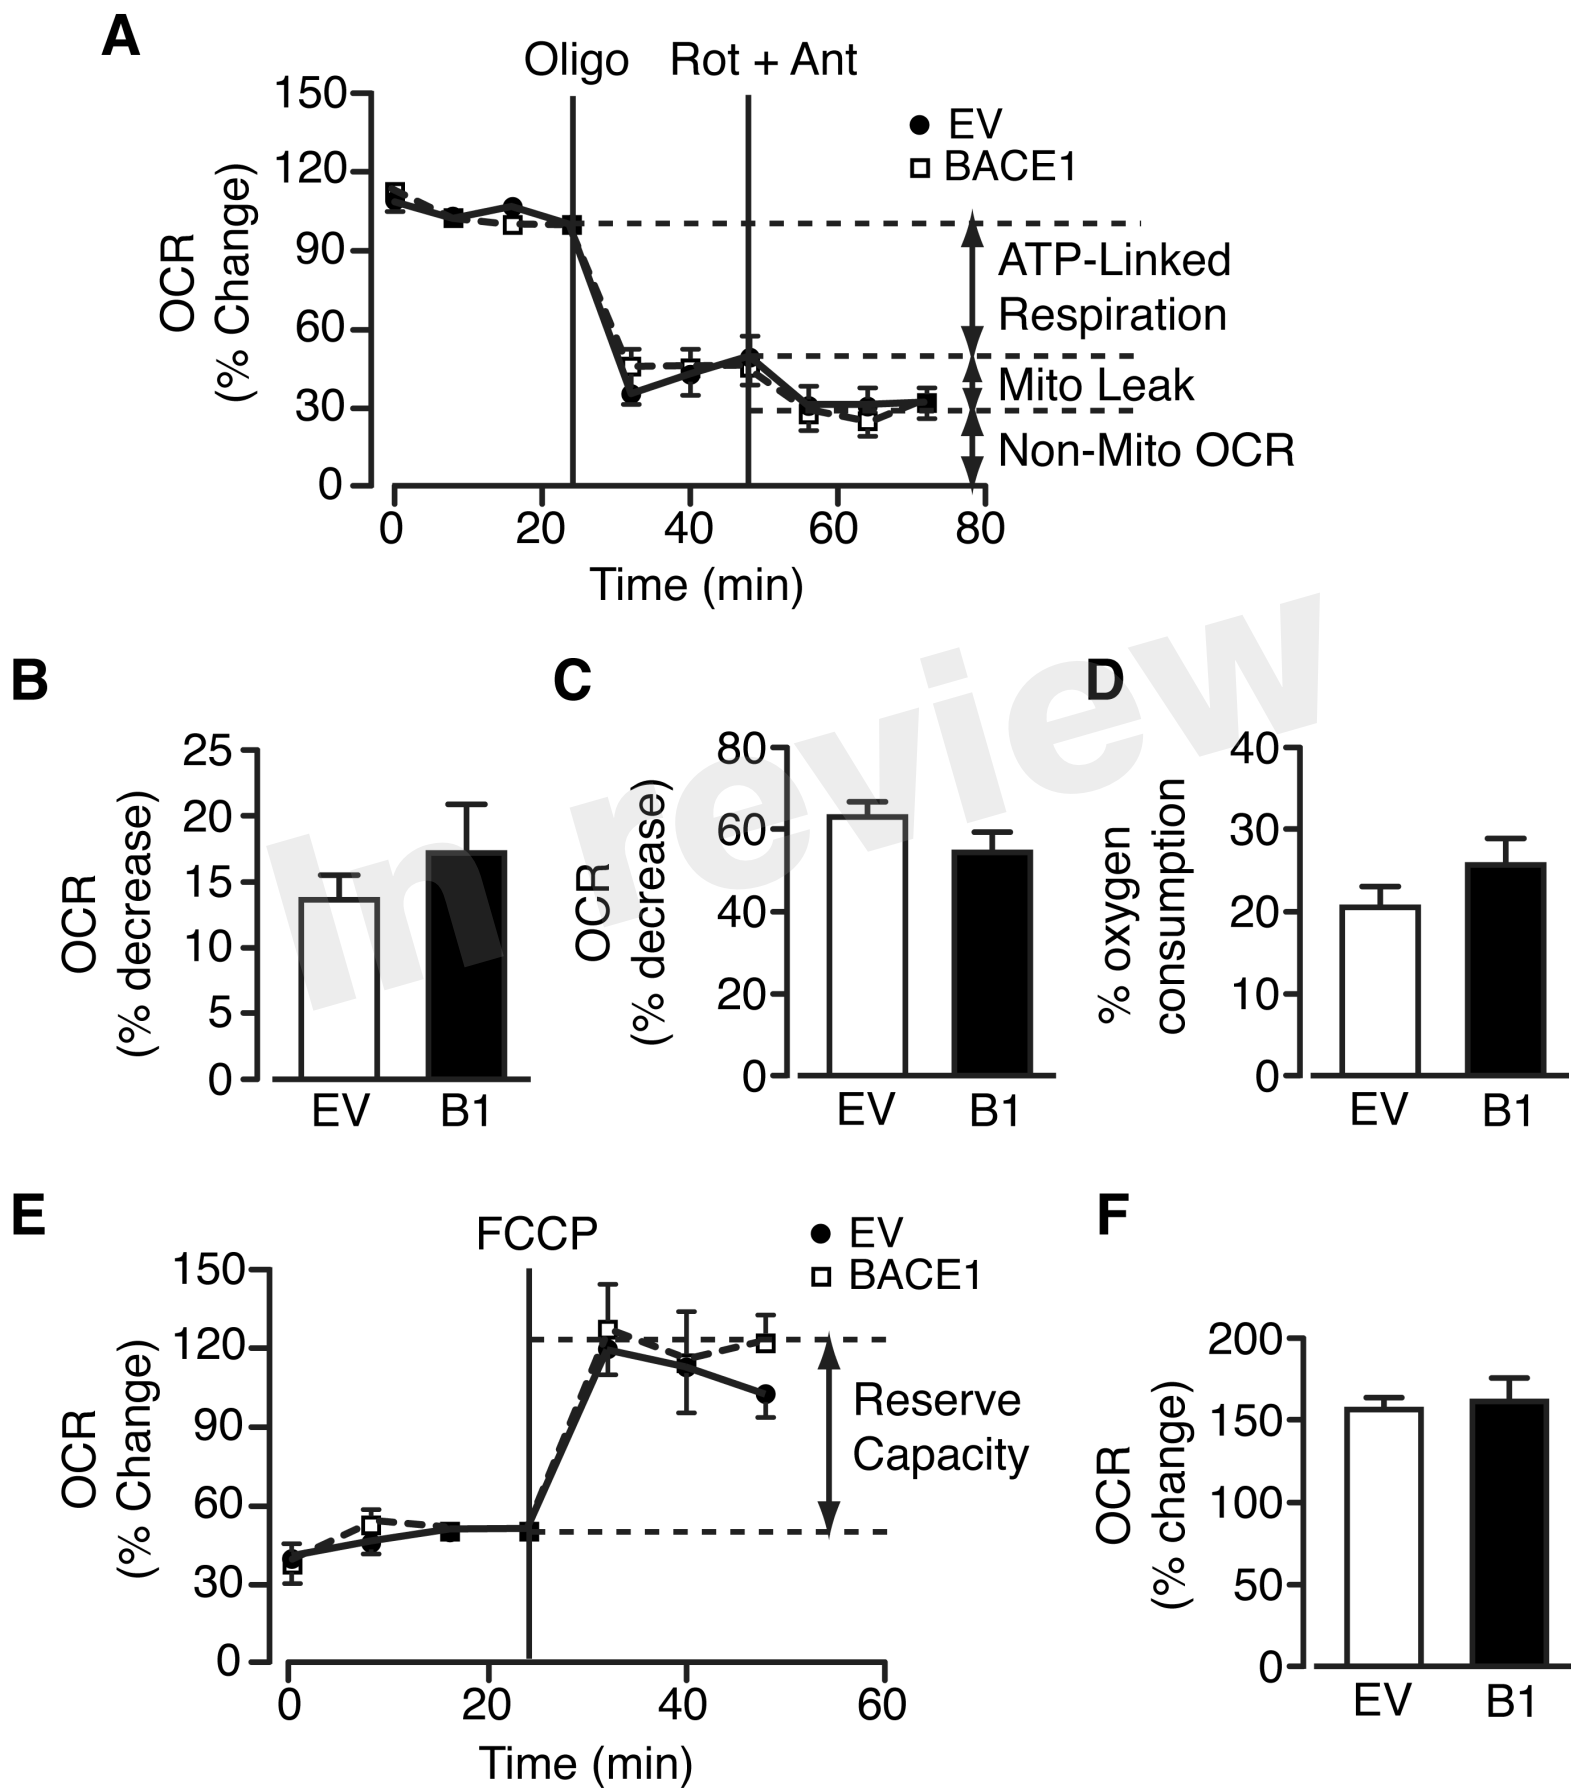 A
Oligo
Rot + Ant
150
120
90
60
30
0
OCR
(% Change)
EV
BACE1
ATP-Linked
Respiration
Mito Leak
Non-Mito OCR
0
20
40
60
80
Time (min)
In review
B
25
20
15
10
5
0
OCR
(% decrease)
EV
B1
C
80
60
40
20
0
OCR
(% decrease)
EV
B1
D
40
30
20
10
0
% oxygen
consumption
EV
B1
E
FCCP
EV
BACE1
150
120
90
60
30
0
OCR
(% Change)
Reserve
Capacity
0
20
40
60
Time (min)
F
200
150
100
50
0
OCR
(% change)
EV
B1